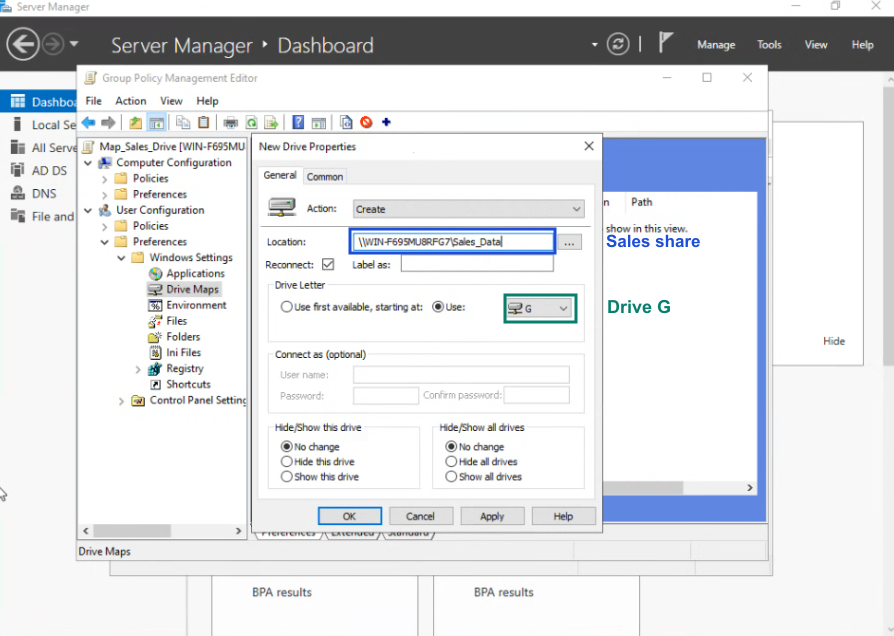 Server Manager
Server Manager • Dashboard
Manage Tools View Help
Dashboa
Local Se
All Serve
AD DS
DNS
File and
Group Policy Management Editor
File Action View Help
Map_Sales_Drive [WIN-F695MU
Computer Configuration
Policies
Preferences
User Configuration
Policies
Preferences
Windows Settings
Applications
Drive Maps
Environment
Files
Folders
Ini Files
Registry
Shortcuts
Control Panel Setting
New Drive Properties
General Common
Action: Create
Location: \\WIN-F695MU8RFG7\Sales_Data
...
Reconnect: Label as:
Drive Letter
Use first available, starting at: Use: G
Connect as (optional)
User name:
Password: Confirm password:
Hide/Show this drive
No change
Hide this drive
Show this drive
Hide/Show all drives
No change
Hide all drives
Show all drives
OK Cancel Apply Help
n Path
show in this view.
Sales share
Drive G
Hide
Preferences Extended Standard
Drive Maps
BPA results
BPA results